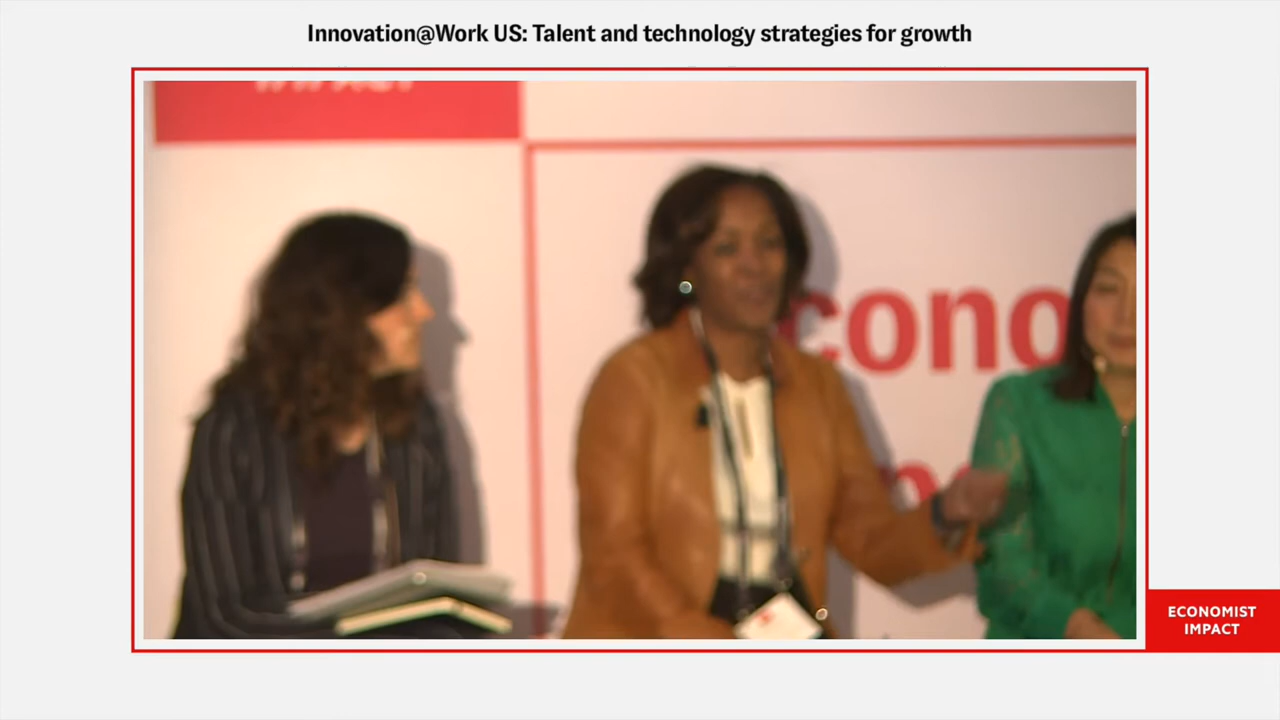 Innovation@Work US: Talent and technology strategies for growth
cono
ECONOMIST
IMPACT